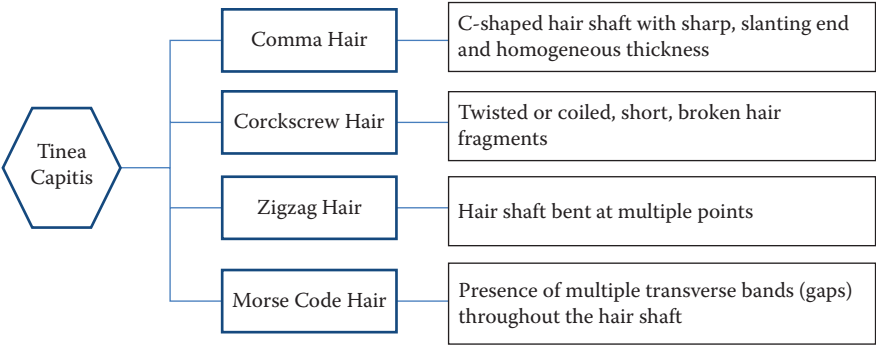 Tinea
Capitis
Comma Hair
C-shaped hair shaft with sharp, slanting end
and homogeneous thickness
Corckscrew Hair
Twisted or coiled, short, broken hair
fragments
Zigzag Hair
Hair shaft bent at multiple points
Morse Code Hair
Presence of multiple transverse bands (gaps)
throughout the hair shaft